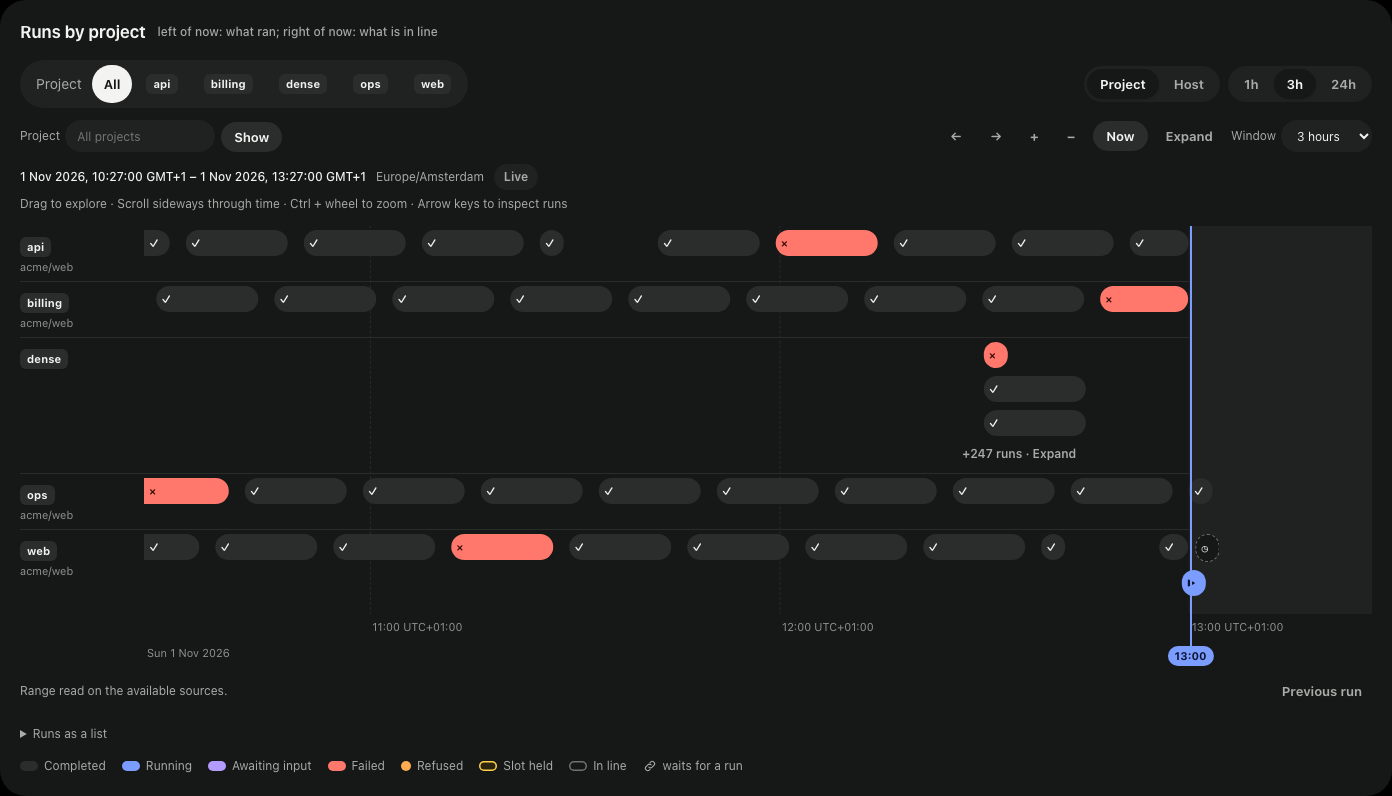 Runs by project left of now: what ran; right of now: what is in line
Project All api billing dense ops web Project Host 1h 3h 24h
Project All projects Show ← → + − Now Expand Window 3 hours
1 Nov 2026, 10:27:00 GMT+1 – 1 Nov 2026, 13:27:00 GMT+1 Europe/Amsterdam Live
Drag to explore · Scroll sideways through time · Ctrl + wheel to zoom · Arrow keys to inspect runs
api
acme/web
billing
acme/web
dense
+247 runs · Expand
ops
acme/web
web
acme/web
11:00 UTC+01:00 12:00 UTC+01:00 13:00 UTC+01:00
Sun 1 Nov 2026 13:00
Range read on the available sources. Previous run
Runs as a list
Completed Running Awaiting input Failed Refused Slot held In line waits for a run